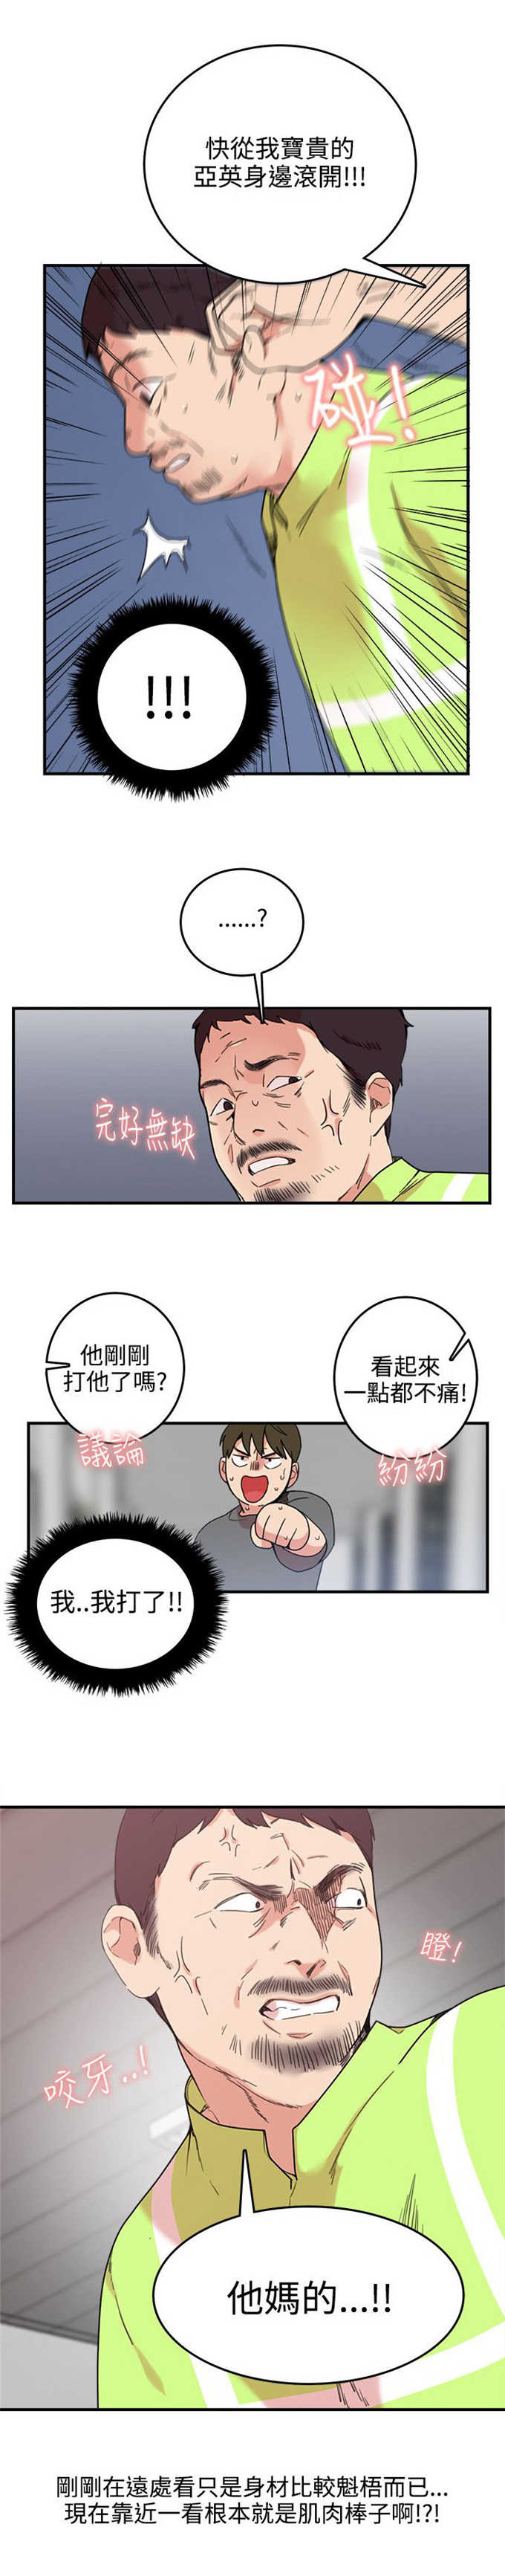 快從我寶貴的
亞英身邊滾開!!!
碰!
!!!
......?
完好無缺
他剛剛
打他了嗎?
看起來
一點都不痛!
議論
紛紛
我..我打了!!
瞪!
咬牙..!
他媽的...!!
剛剛在遠處看只是身材比較魁梧而已...
現在靠近一看根本就是肌肉棒子啊!?!